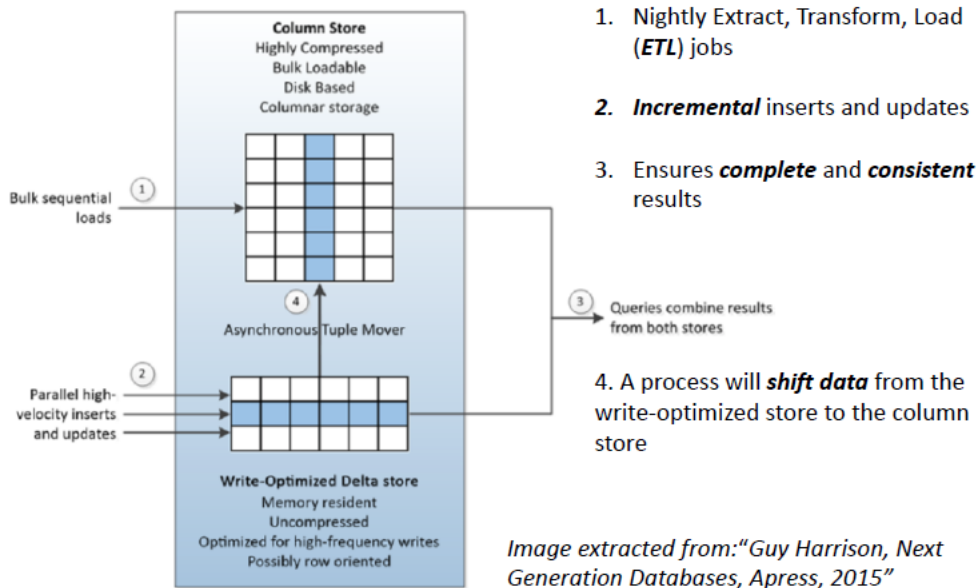 Column Store
Highly Compressed
Bulk Loadable
Disk Based
Columnar storage
Bulk sequential
loads
1
4
Asynchronous Tuple Mover
2
Parallel high-
velocity inserts
and updates
Write-Optimized Delta store
Memory resident
Uncompressed
Optimized for high-frequency writes
Possibly row oriented
3
Queries combine results
from both stores
1. Nightly Extract, Transform, Load
(ETL) jobs
2. Incremental inserts and updates
3. Ensures complete and consistent
results
4. A process will shift data from the
write-optimized store to the column
store
Image extracted from:“Guy Harrison, Next
Generation Databases, Apress, 2015”